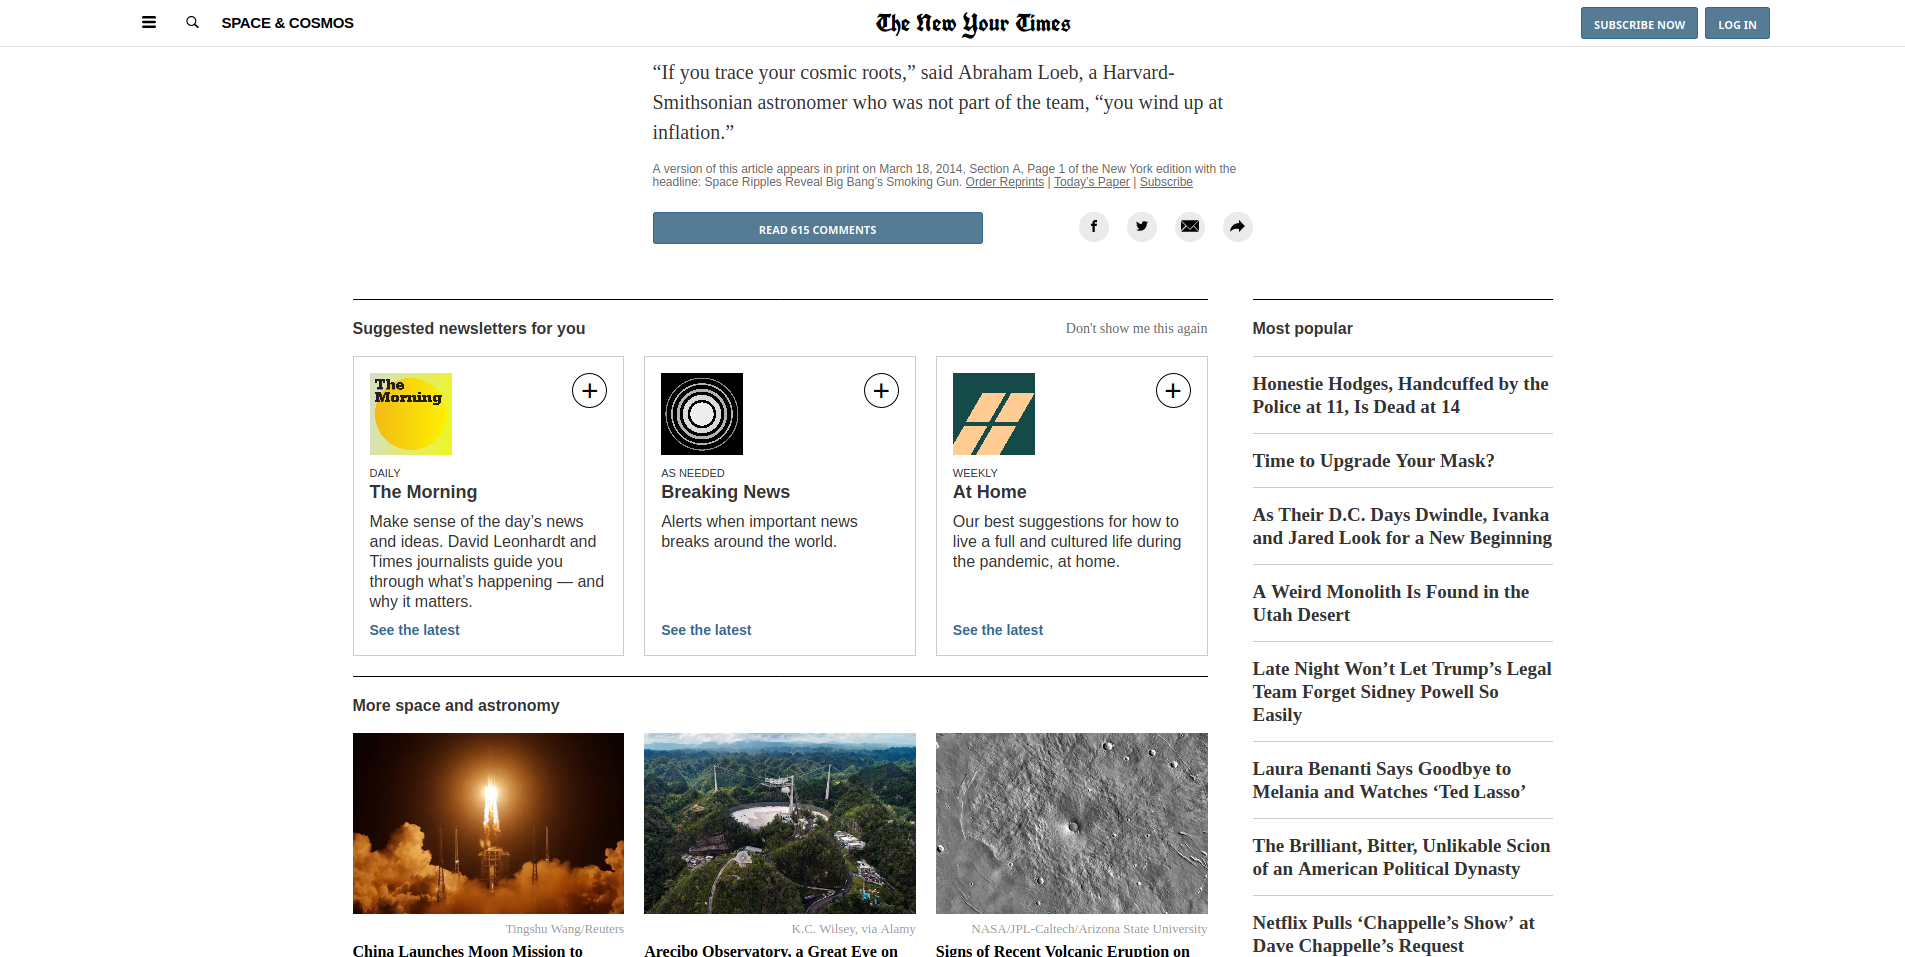 SPACE & COSMOS
The New Your Times
SUBSCRIBE NOW
LOG IN
“If you trace your cosmic roots,” said Abraham Loeb, a Harvard-
Smithsonian astronomer who was not part of the team, “you wind up at
inflation.”
A version of this article appears in print on March 18, 2014, Section A, Page 1 of the New York edition with the
headline: Space Ripples Reveal Big Bang’s Smoking Gun. Order Reprints | Today’s Paper | Subscribe
READ 615 COMMENTS
Suggested newsletters for you
Don't show me this again
The
Morning
DAILY
The Morning
Make sense of the day’s news
and ideas. David Leonhardt and
Times journalists guide you
through what’s happening — and
why it matters.
See the latest
AS NEEDED
Breaking News
Alerts when important news
breaks around the world.
See the latest
WEEKLY
At Home
Our best suggestions for how to
live a full and cultured life during
the pandemic, at home.
See the latest
More space and astronomy
Tingshu Wang/Reuters
China Launches Moon Mission to
K.C. Wilsey, via Alamy
Arecibo Observatory, a Great Eye on
NASA/JPL-Caltech/Arizona State University
Signs of Recent Volcanic Eruption on
Most popular
Honestie Hodges, Handcuffed by the
Police at 11, Is Dead at 14
Time to Upgrade Your Mask?
As Their D.C. Days Dwindle, Ivanka
and Jared Look for a New Beginning
A Weird Monolith Is Found in the
Utah Desert
Late Night Won’t Let Trump’s Legal
Team Forget Sidney Powell So
Easily
Laura Benanti Says Goodbye to
Melania and Watches ‘Ted Lasso’
The Brilliant, Bitter, Unlikable Scion
of an American Political Dynasty
Netflix Pulls ‘Chappelle’s Show’ at
Dave Chappelle’s Request